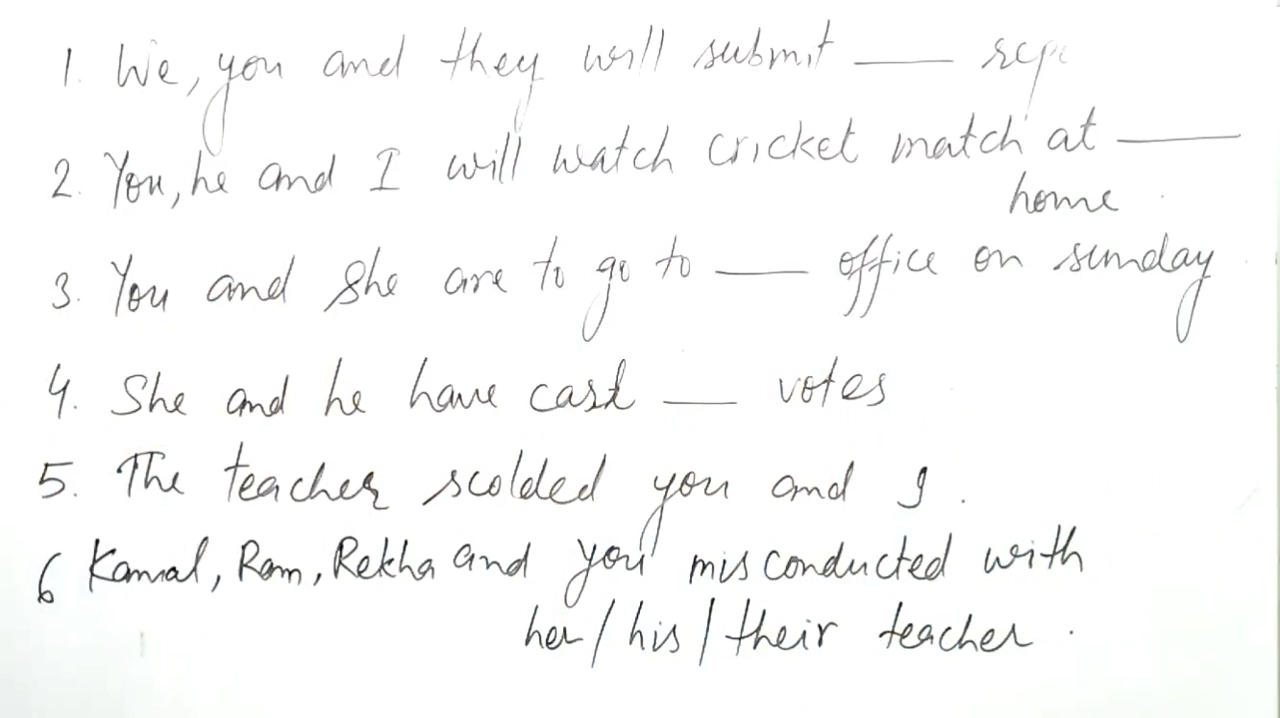 1. We, you and they will submit ___
2. You, he and I will watch cricket match at ___
home .
3. You and she are to go to ___ office on sunday
4. She and he have cast ___ votes
5. The teacher scolded you and I .
6 Kamal, Ram, Rekha and you misconducted with
her / his / their teacher .